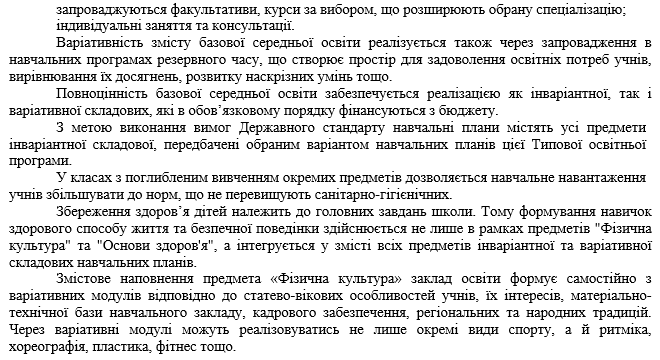 запроваджуються факультативи, курси за вибором, що розширюють обрану спеціалізацію;
індивідуальні заняття та консультації.
Варіативність змісту базової середньої освіти реалізується також через запровадження в
навчальних програмах резервного часу, що створює простір для задоволення освітніх потреб учнів,
вирівнювання їх досягнень, розвитку наскрізних умінь тощо.
Повноцінність базової середньої освіти забезпечується реалізацією як інваріантної, так і
варіативної складових, які в обов’язковому порядку фінансуються з бюджету.
З метою виконання вимог Державного стандарту навчальні плани містять усі предмети
інваріантної складової, передбачені обраним варіантом навчальних планів цієї Типової освітньої
програми.
У класах з поглибленим вивченням окремих предметів дозволяється навчальне навантаження
учнів збільшувати до норм, що не перевищують санітарно-гігієнічних.
Збереження здоров’я дітей належить до головних завдань школи. Тому формування навичок
здорового способу життя та безпечної поведінки здійснюється не лише в рамках предметів "Фізична
культура" та "Основи здоров'я", а інтегрується у змісті всіх предметів інваріантної та варіативної
складових навчальних планів.
Змістове наповнення предмета «Фізична культура» заклад освіти формує самостійно з
варіативних модулів відповідно до статево-вікових особливостей учнів, їх інтересів, матеріально-
технічної бази навчального закладу, кадрового забезпечення, регіональних та народних традицій.
Через варіативні модулі можуть реалізовуватись не лише окремі види спорту, а й ритміка,
хореографія, пластика, фітнес тощо.